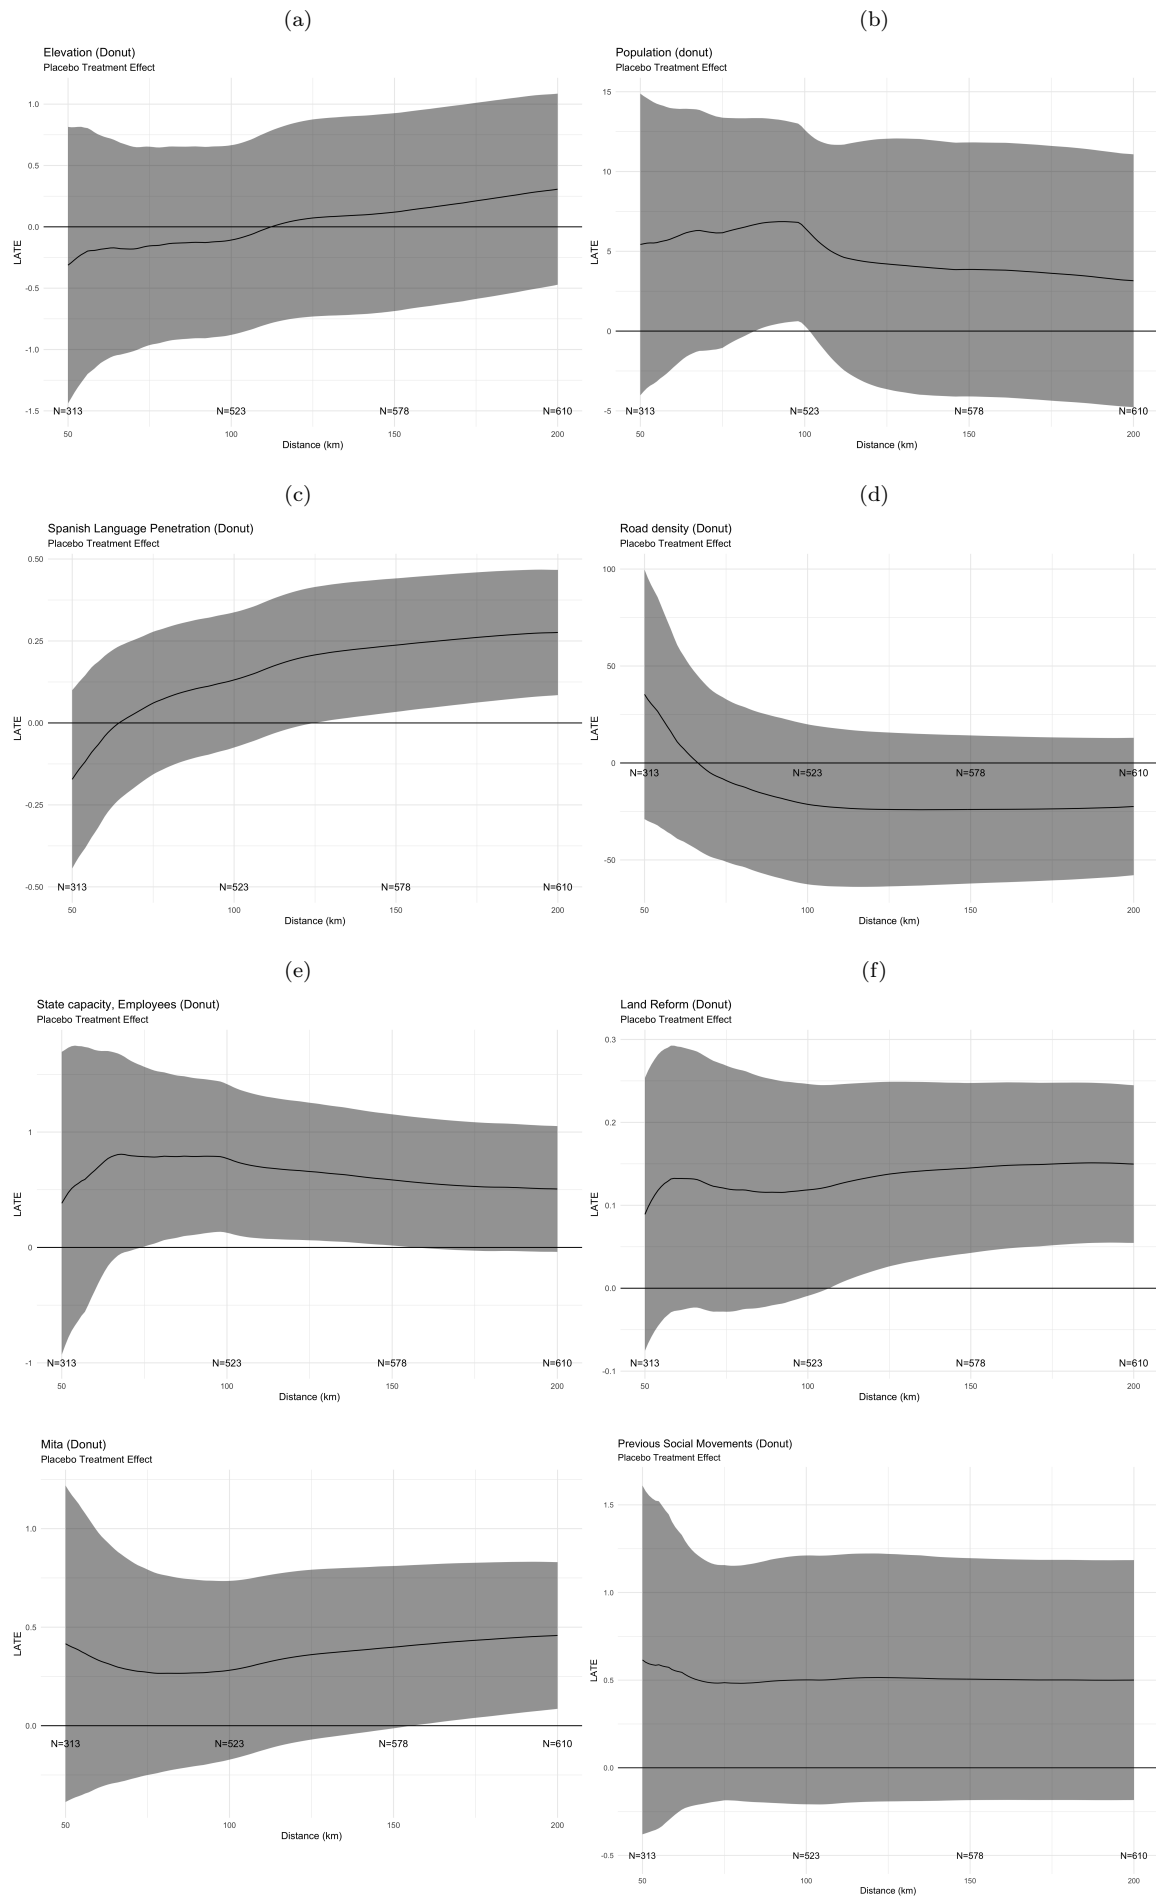 (a)
Elevation (Donut)
Placebo Treatment Effect
LATE
1.0
0.5
0.0
-0.5
-1.0
-1.5
N=313
N=523
N=578
N=610
50
100
150
200
Distance (km)
(b)
Population (donut)
Placebo Treatment Effect
LATE
15
10
5
0
-5
N=313
N=523
N=578
N=610
50
100
150
200
Distance (km)
(c)
Spanish Language Penetration (Donut)
Placebo Treatment Effect
LATE
0.50
0.25
0.00
-0.25
-0.50
N=313
N=523
N=578
N=610
50
100
150
200
Distance (km)
(d)
Road density (Donut)
Placebo Treatment Effect
LATE
100
50
0
-50
N=313
N=523
N=578
N=610
50
100
150
200
Distance (km)
(e)
State capacity, Employees (Donut)
Placebo Treatment Effect
LATE
1
0
-1
N=313
N=523
N=578
N=610
50
100
150
200
Distance (km)
(f)
Land Reform (Donut)
Placebo Treatment Effect
LATE
0.3
0.2
0.1
0.0
-0.1
N=313
N=523
N=578
N=610
50
100
150
200
Distance (km)
Mita (Donut)
Placebo Treatment Effect
LATE
1.0
0.5
0.0
N=313
N=523
N=578
N=610
50
100
150
200
Distance (km)
Previous Social Movements (Donut)
Placebo Treatment Effect
LATE
1.5
1.0
0.5
0.0
-0.5
N=313
N=523
N=578
N=610
50
100
150
200
Distance (km)